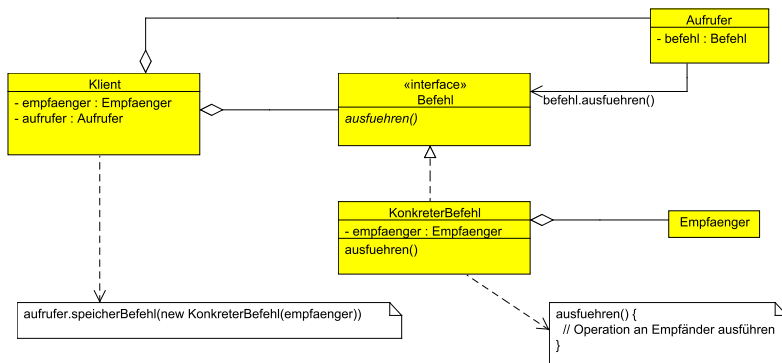 Aufrufer
- befehl : Befehl
Klient
- empfaenger : Empfaenger
- aufrufer : Aufrufer
«interface»
Befehl
ausfuehren()
befehl.ausfuehren()
KonkreterBefehl
- empfaenger : Empfaenger
ausfuehren()
Empfaenger
aufrufer.speicherBefehl(new KonkreterBefehl(empfaenger))
ausfuehren() {
// Operation an Empfänder ausführen
}